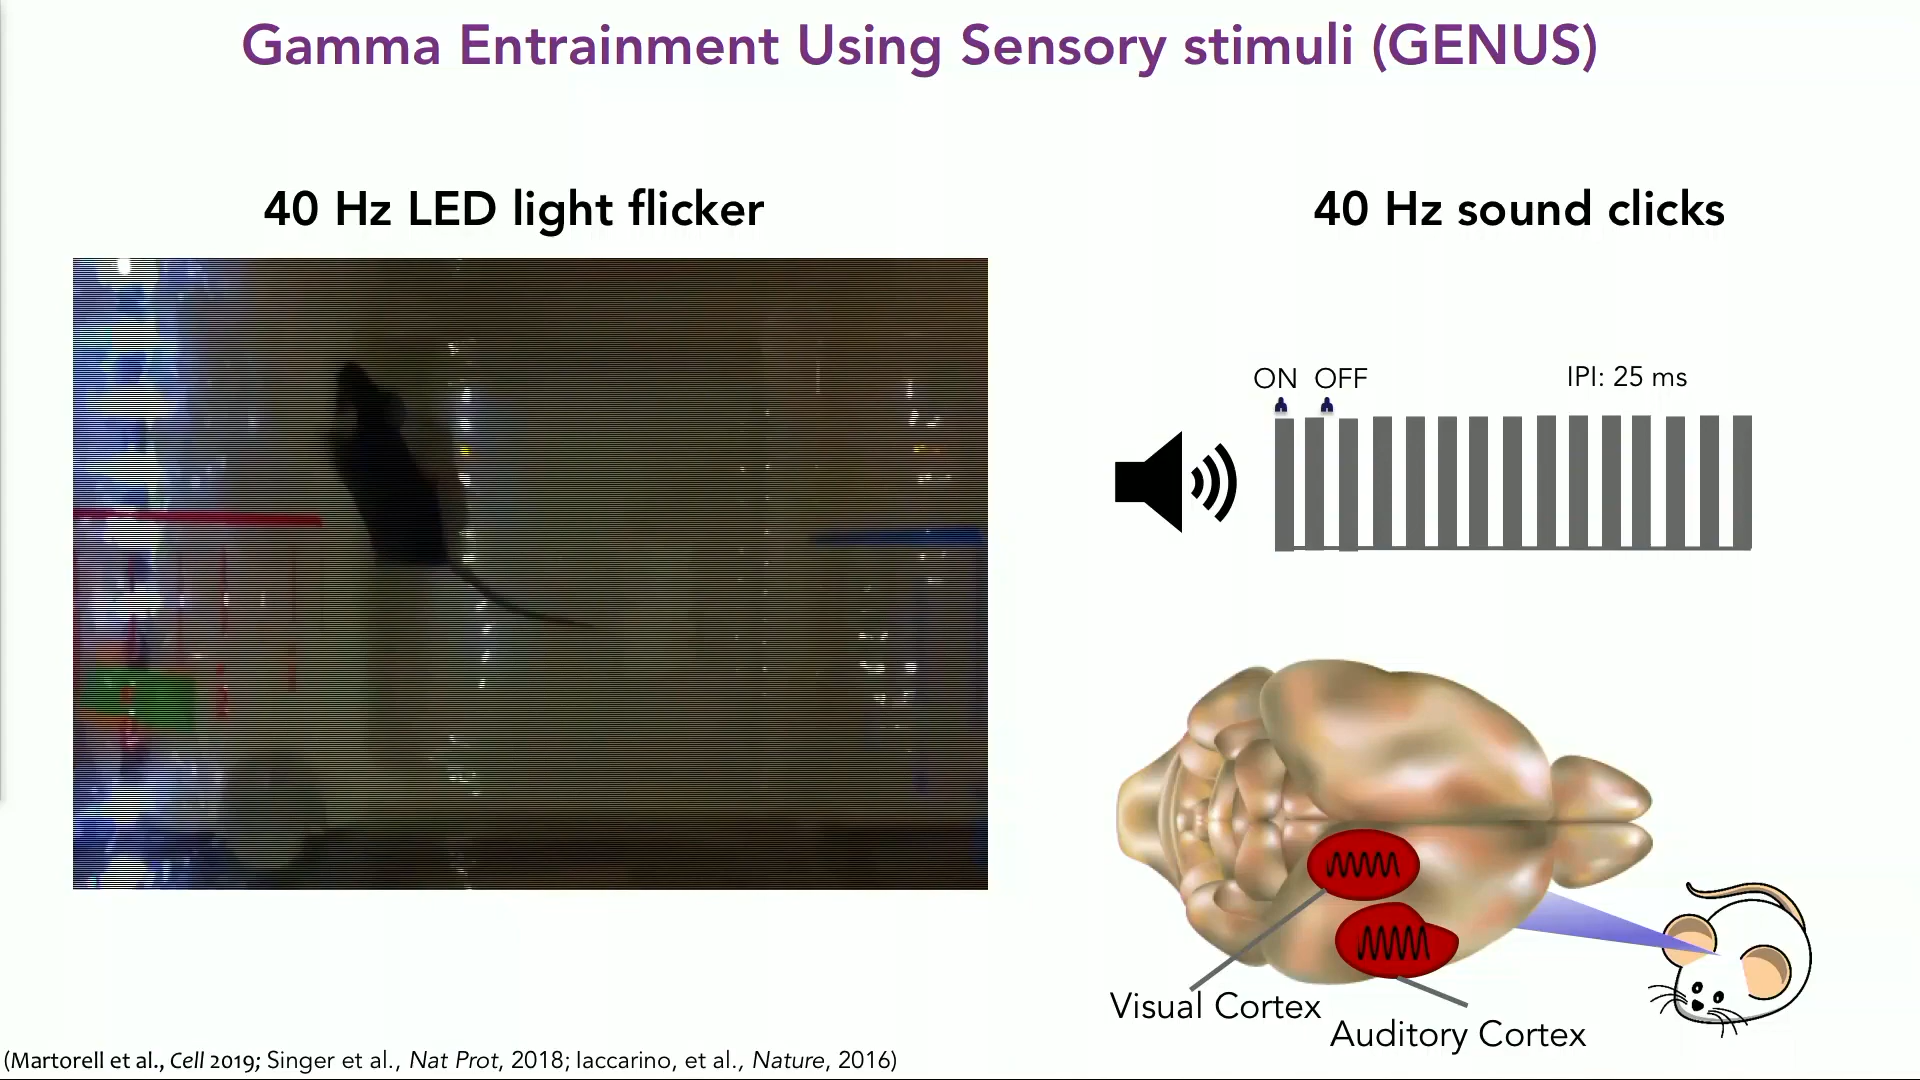 Gamma Entrainment Using Sensory stimuli (GENUS)
40 Hz LED light flicker
40 Hz sound clicks
ON OFF
IPI: 25 ms
Visual Cortex
Auditory Cortex
(Martorell et al., Cell 2019; Singer et al., Nat Prot, 2018; Iaccarino, et al., Nature, 2016)